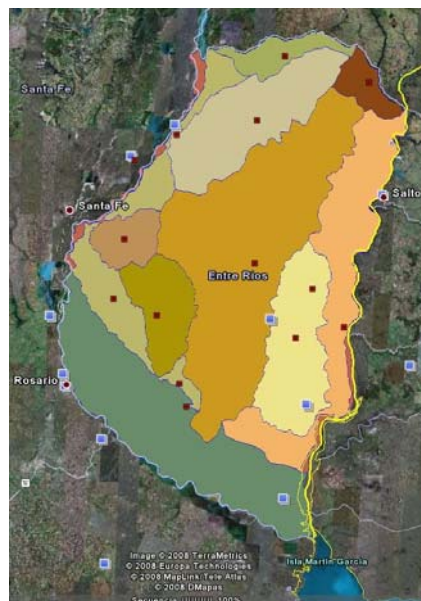 Santa Fe
Salto
Santa Fe
Entre Ríos
Rosario
Image © 2008 TerraMetrics
© 2008 Europa Technologies
© 2008 MapLink/Tele Atlas
© 2008 DMapas
Isla Martín García
100%